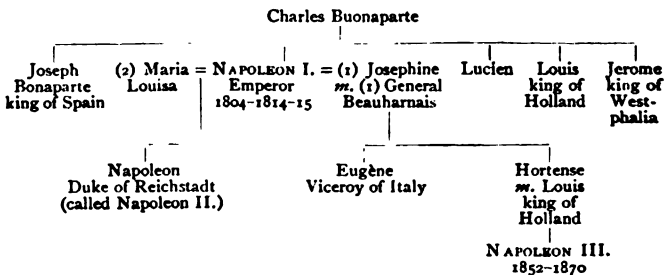 Charles Buonaparte
Joseph
Bonaparte
king of Spain
(2) Maria
Louisa
=
NAPOLEON I.
Emperor
1804-1814-15
=
(1) Josephine
m. (1) General
Beauharnais
Lucien
Louis
king of
Holland
Jerome
king of
West-
phalia
Napoleon
Duke of Reichstadt
(called Napoleon II.)
Eugène
Viceroy of Italy
Hortense
m. Louis
king of
Holland
NAPOLEON III.
1852-1870